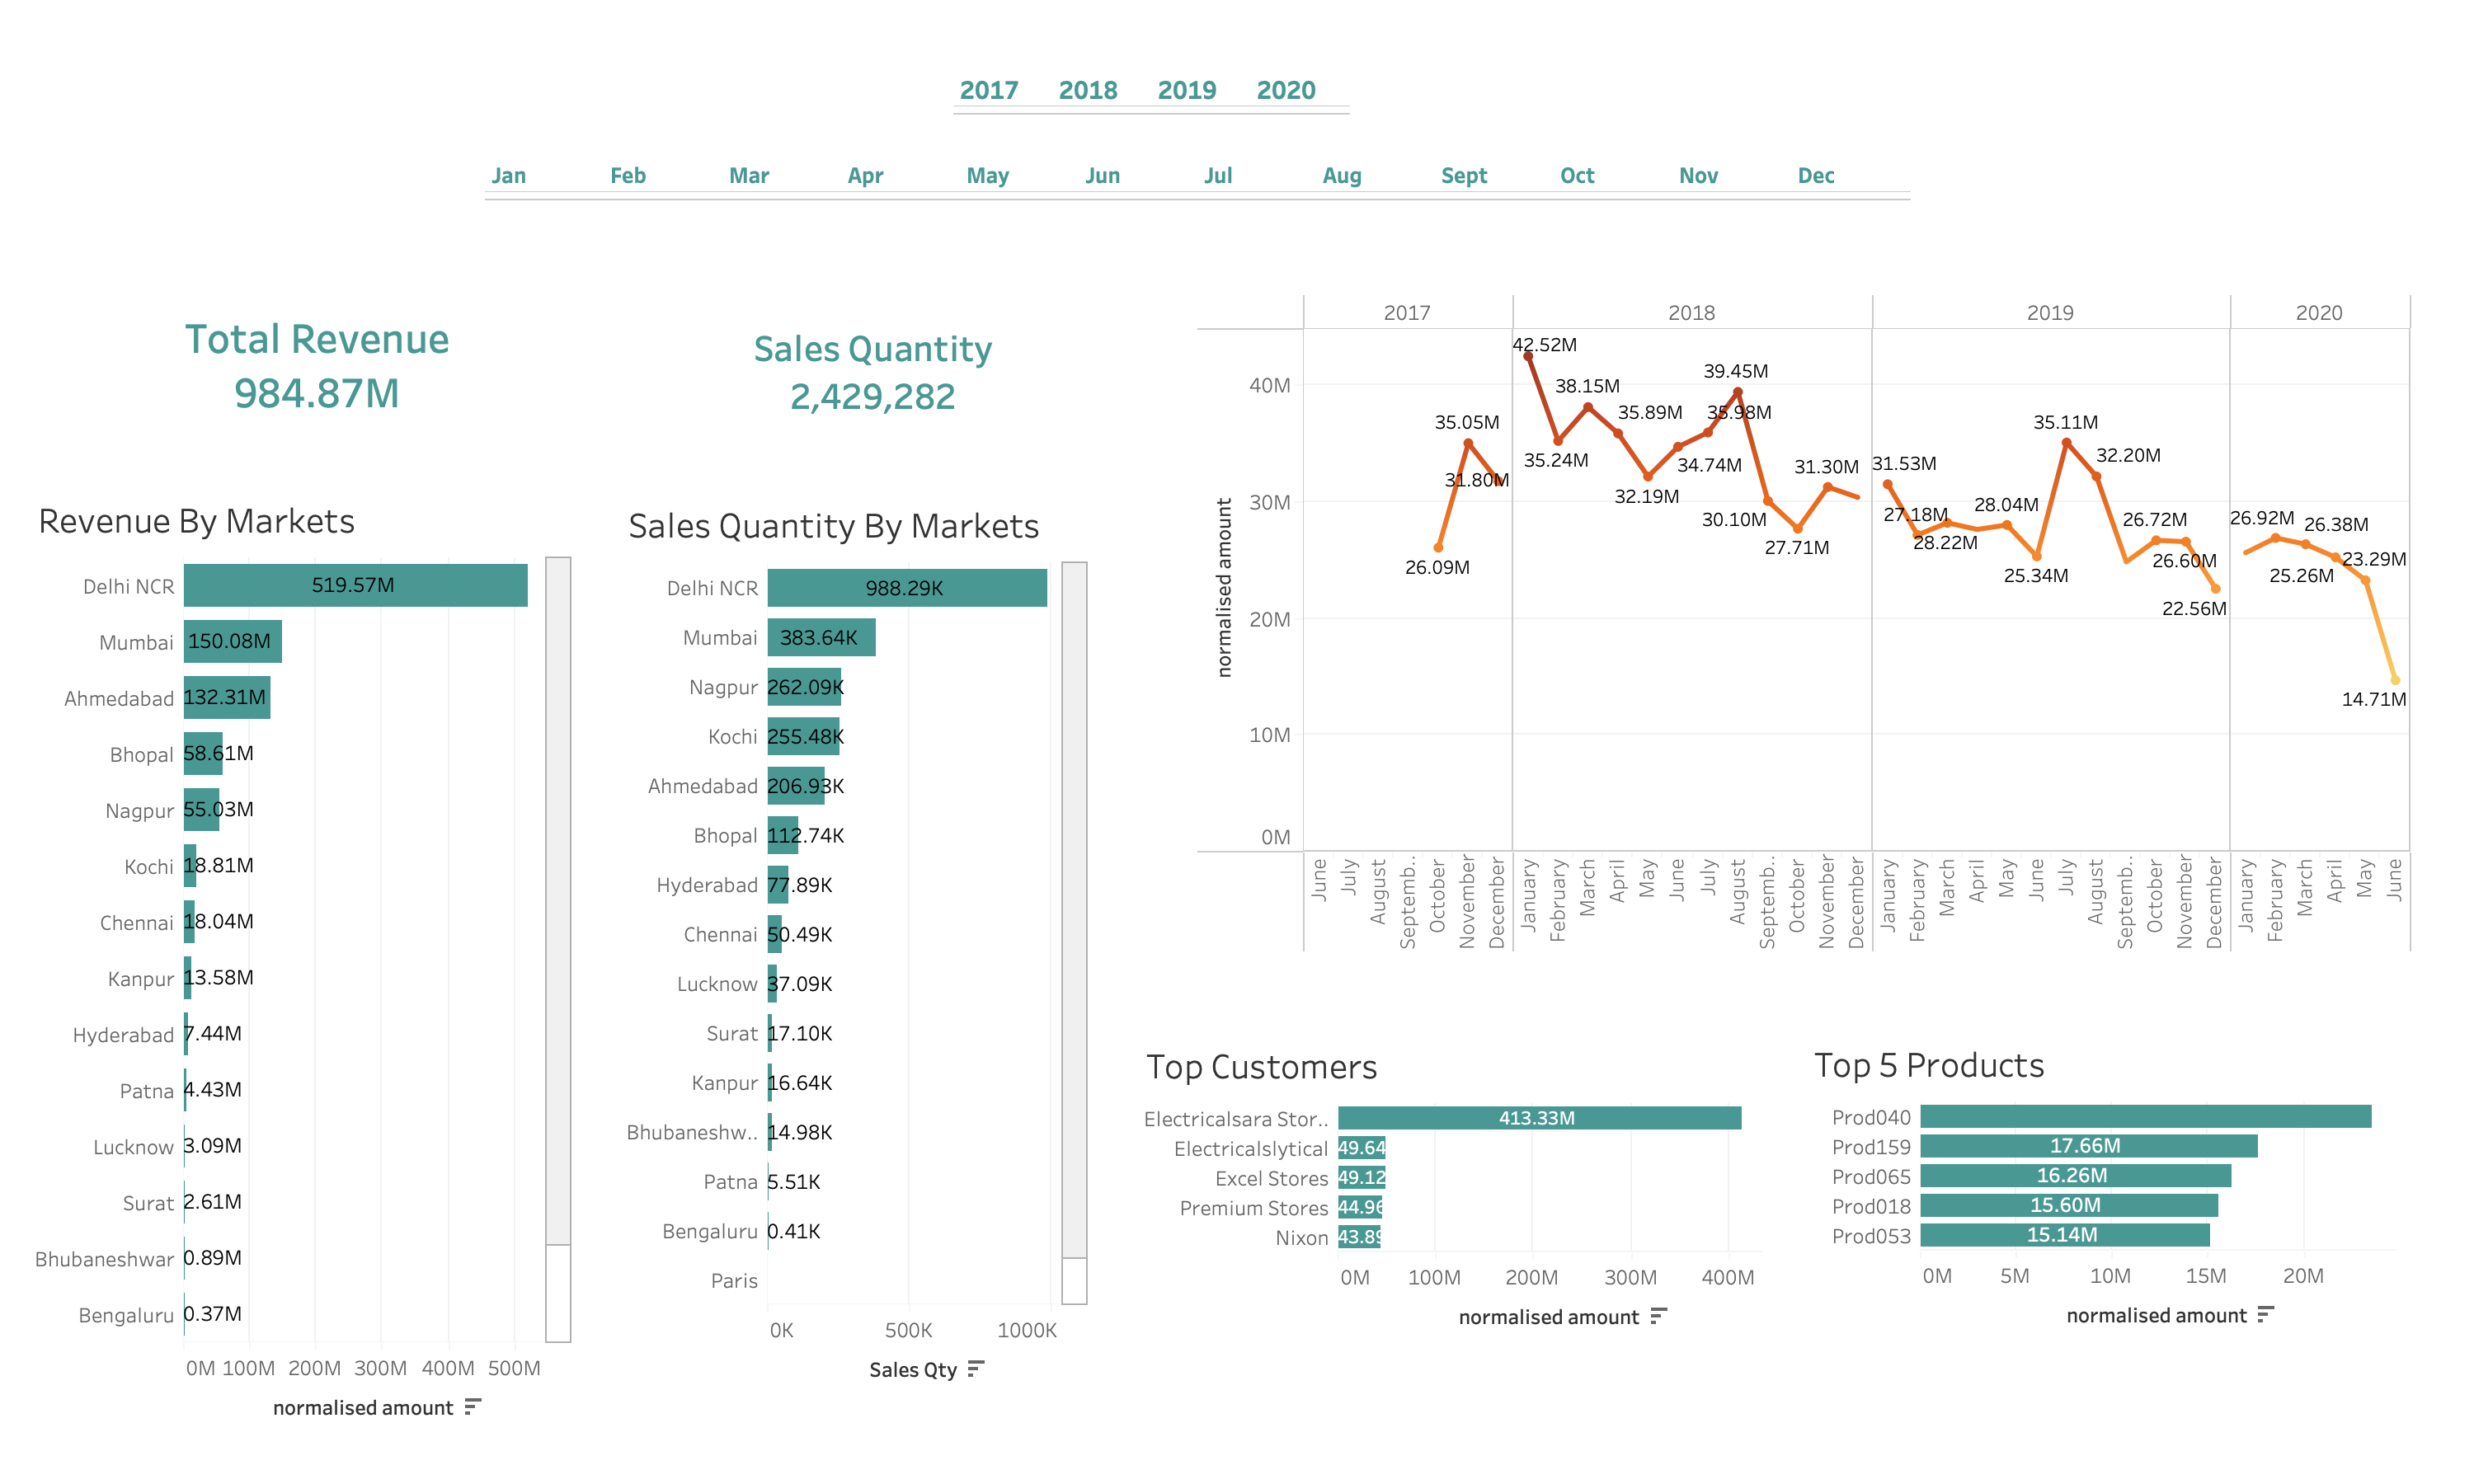 2017 2018 2019 2020
Jan Feb Mar Apr May Jun Jul Aug Sept Oct Nov Dec
Total Revenue
984.87M
Sales Quantity
2,429,282
Revenue By Markets
Delhi NCR 519.57M
Mumbai 150.08M
Ahmedabad 132.31M
Bhopal 58.61M
Nagpur 55.03M
Kochi 18.81M
Chennai 18.04M
Kanpur 13.58M
Hyderabad 7.44M
Patna 4.43M
Lucknow 3.09M
Surat 2.61M
Bhubaneshwar 0.89M
Bengaluru 0.37M
0M 100M 200M 300M 400M 500M
normalised amount
Sales Quantity By Markets
Delhi NCR 988.29K
Mumbai 383.64K
Nagpur 262.09K
Kochi 255.48K
Ahmedabad 206.93K
Bhopal 112.74K
Hyderabad 77.89K
Chennai 50.49K
Lucknow 37.09K
Surat 17.10K
Kanpur 16.64K
Bhubaneshw.. 14.98K
Patna 5.51K
Bengaluru 0.41K
Paris
0K 500K 1000K
Sales Qty
2017 2018 2019 2020
normalised amount
40M
30M
20M
10M
0M
26.09M 35.05M 31.80M
42.52M 35.24M 38.15M 35.89M 32.19M 34.74M 35.98M 39.45M 30.10M 27.71M 31.30M
31.53M 27.18M 28.22M 28.04M 25.34M 35.11M 32.20M 26.72M 26.60M 22.56M
26.92M 26.38M 25.26M 23.29M 14.71M
June July August Septemb.. October November December
January February March April May June July August Septemb.. October November December
January February March April May June July August Septemb.. October November December
January February March April May June
Top Customers
Electricalsara Stor.. 413.33M
Electricalslytical 49.64
Excel Stores 49.12
Premium Stores 44.96
Nixon 43.89
0M 100M 200M 300M 400M
normalised amount
Top 5 Products
Prod040
Prod159 17.66M
Prod065 16.26M
Prod018 15.60M
Prod053 15.14M
0M 5M 10M 15M 20M
normalised amount